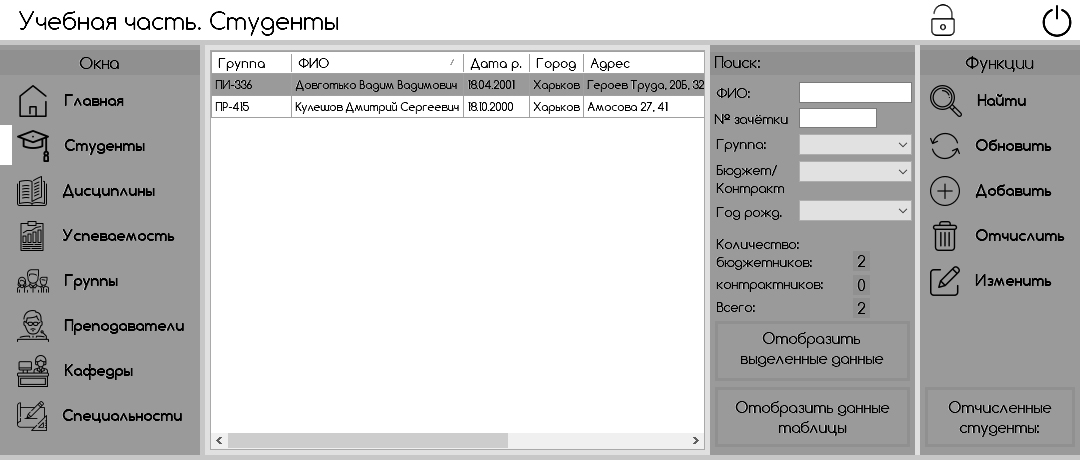 Учебная часть. Студенты
Окна
Главная
Студенты
Дисциплины
Успеваемость
Группы
Преподаватели
Кафедры
Специальности
Группа ФИО Дата р. Город Адрес
ПИ-336 Довготько Вадим Вадимович 18.04.2001 Харьков Героев Труда, 20Б, 32
ПР-415 Кулешов Дмитрий Сергеевич 18.10.2000 Харьков Амосова 27, 41
Поиск:
ФИО:
№ зачётки
Группа:
Бюджет/
Контракт
Год рожд.
Количество:
бюджетников: 2
контрактников: 0
Всего: 2
Отобразить
выделенные данные
Отобразить данные
таблицы
Функции
Найти
Обновить
Добавить
Отчислить
Изменить
Отчисленные
студенты: